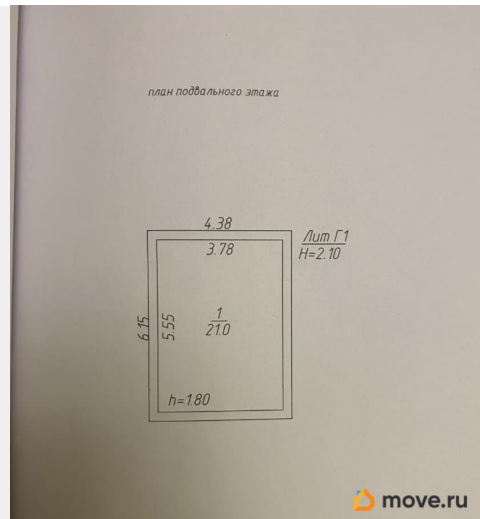 план подвального этажа
4.38
3.78
Лит Г1
H=2.10
6.15
5.55
1
21.0
h=1.80
move.ru